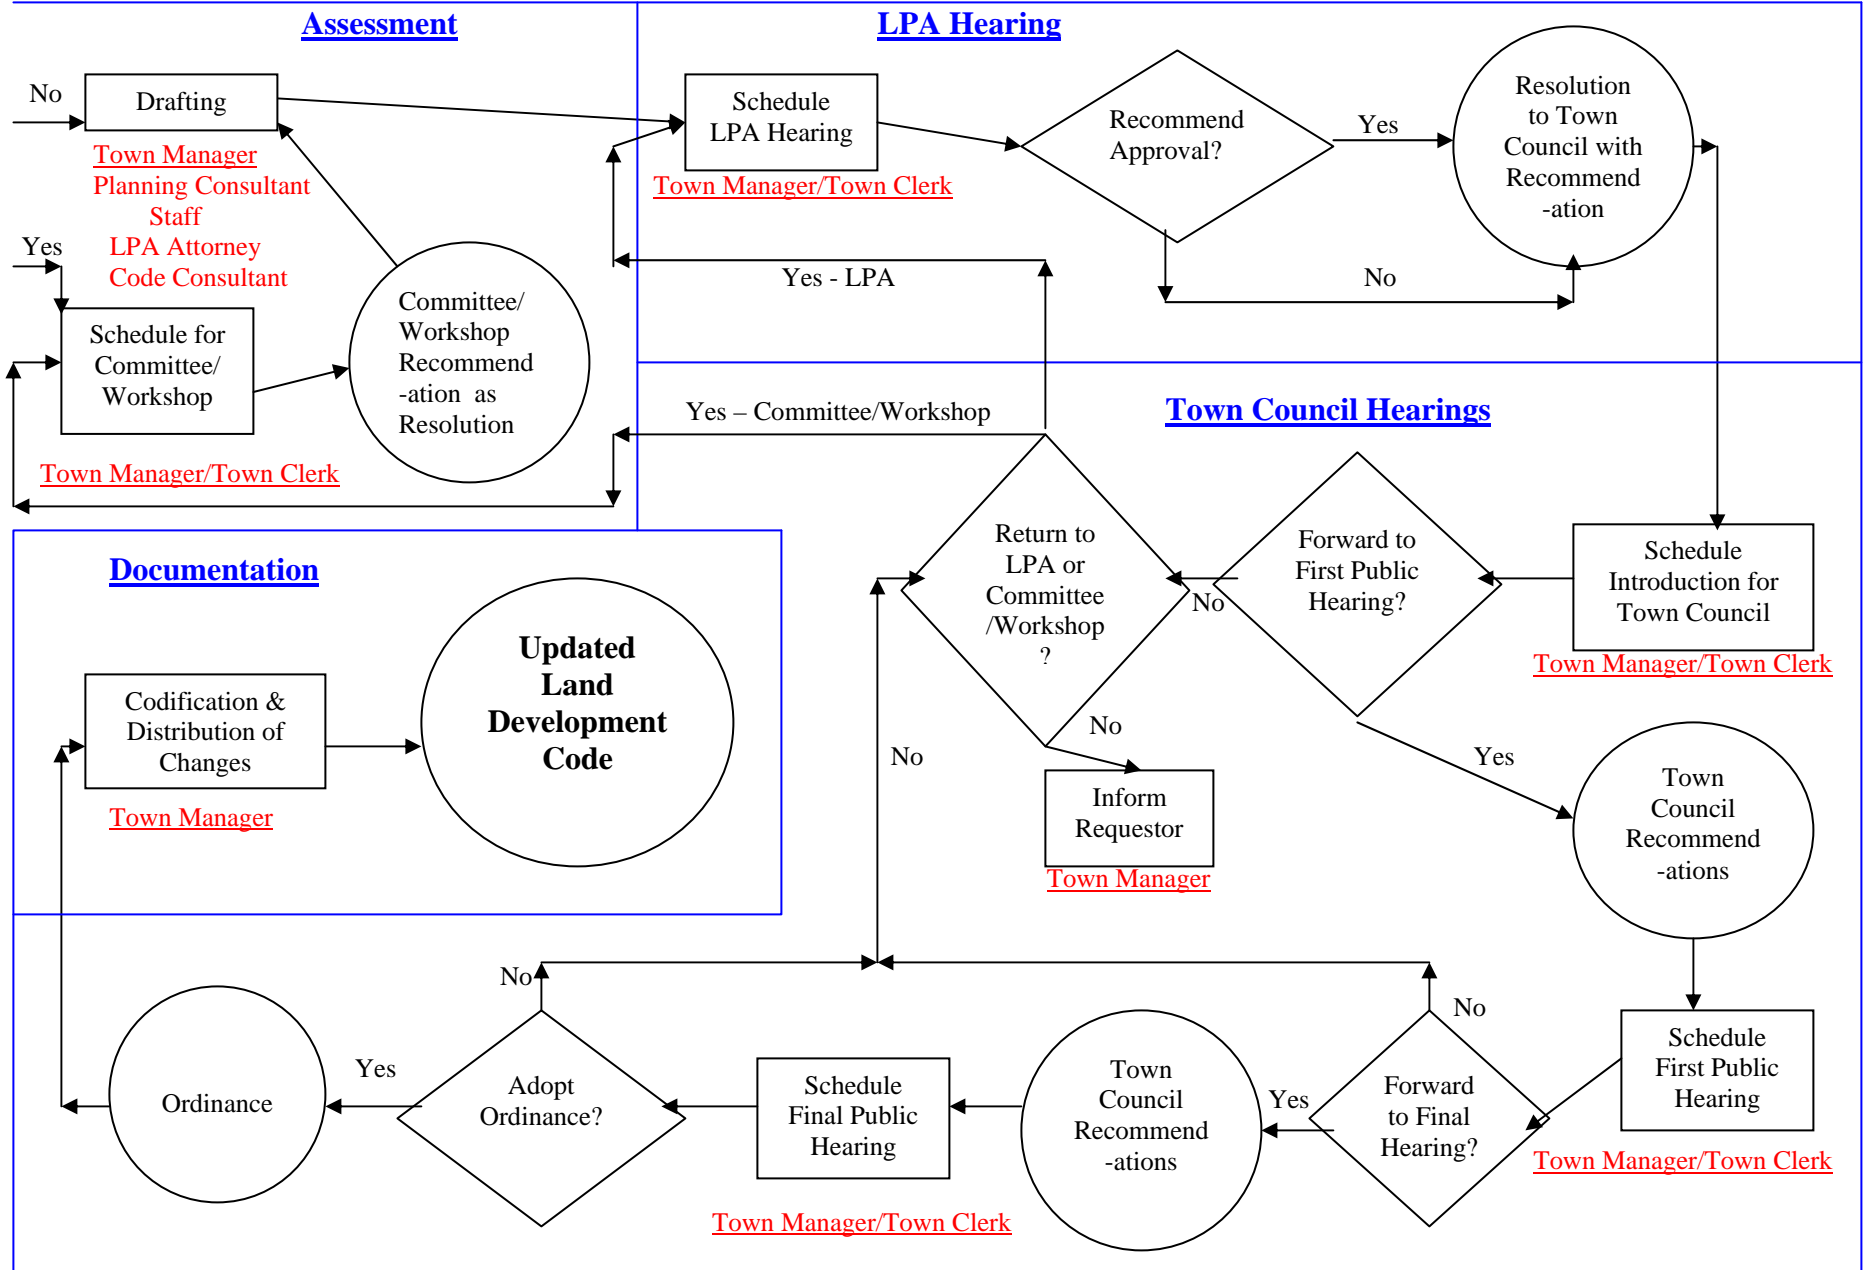 Assessment
No
Drafting
Town Manager
Planning Consultant
Staff
LPA Attorney
Code Consultant
Yes
Schedule for
Committee/
Workshop
Town Manager/Town Clerk
Committee/
Workshop
Recommend
-ation as
Resolution
LPA Hearing
Schedule
LPA Hearing
Town Manager/Town Clerk
Recommend
Approval?
Yes
No
Resolution
to Town
Council with
Recommend
-ation
Yes - LPA
Yes – Committee/Workshop
Town Council Hearings
Return to
LPA or
Committee
/Workshop
?
No
Forward to
First Public
Hearing?
Schedule
Introduction for
Town Council
Town Manager/Town Clerk
No
Inform
Requestor
Town Manager
Yes
Town
Council
Recommend
-ations
Documentation
Codification &
Distribution of
Changes
Town Manager
Updated
Land
Development
Code
No
Ordinance
Yes
No
Adopt
Ordinance?
Schedule
Final Public
Hearing
Town Manager/Town Clerk
Town
Council
Recommend
-ations
Yes
No
Forward
to Final
Hearing?
Schedule
First Public
Hearing
Town Manager/Town Clerk